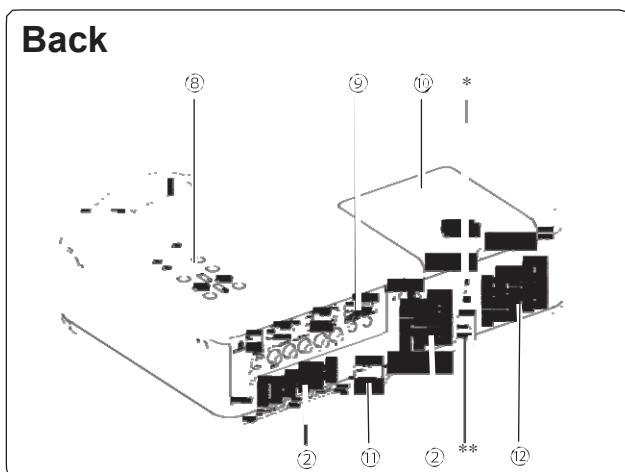 Back
⑧ ⑨ ⑩ *
② ⑪ ② ** ⑫